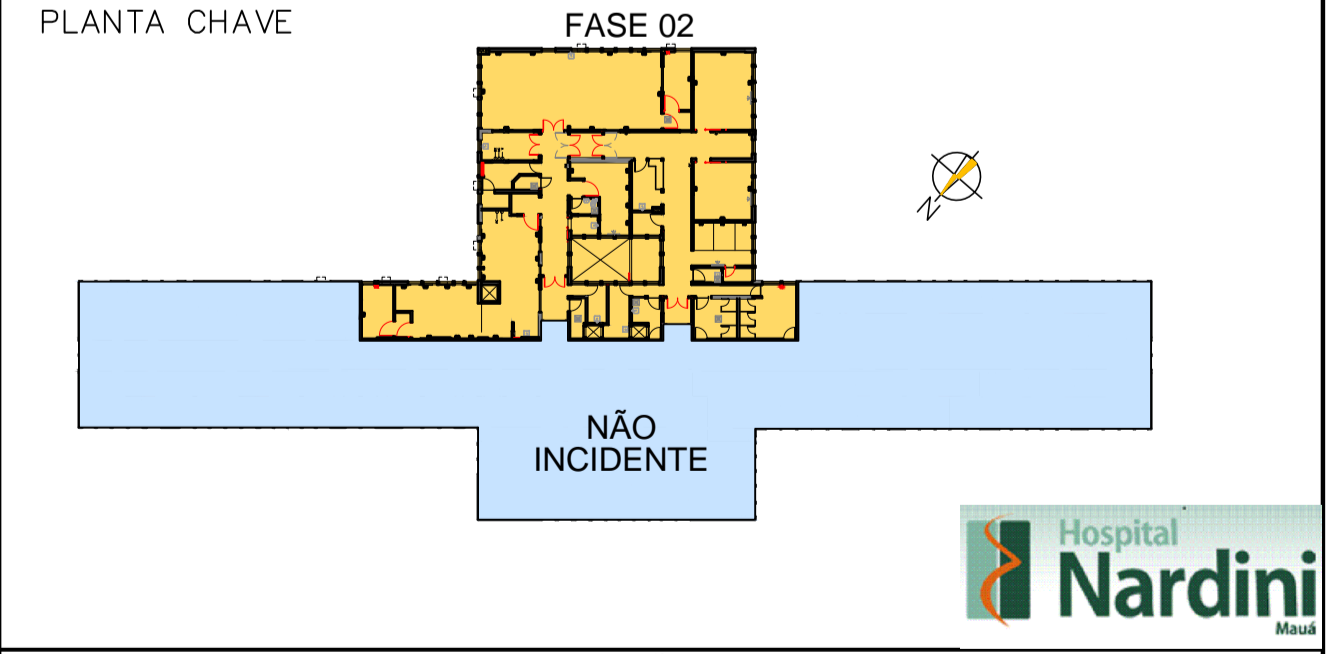 PLANTA CHAVE
FASE 02
N
NÃO
INCIDENTE
Hospital
Nardini
Mauá